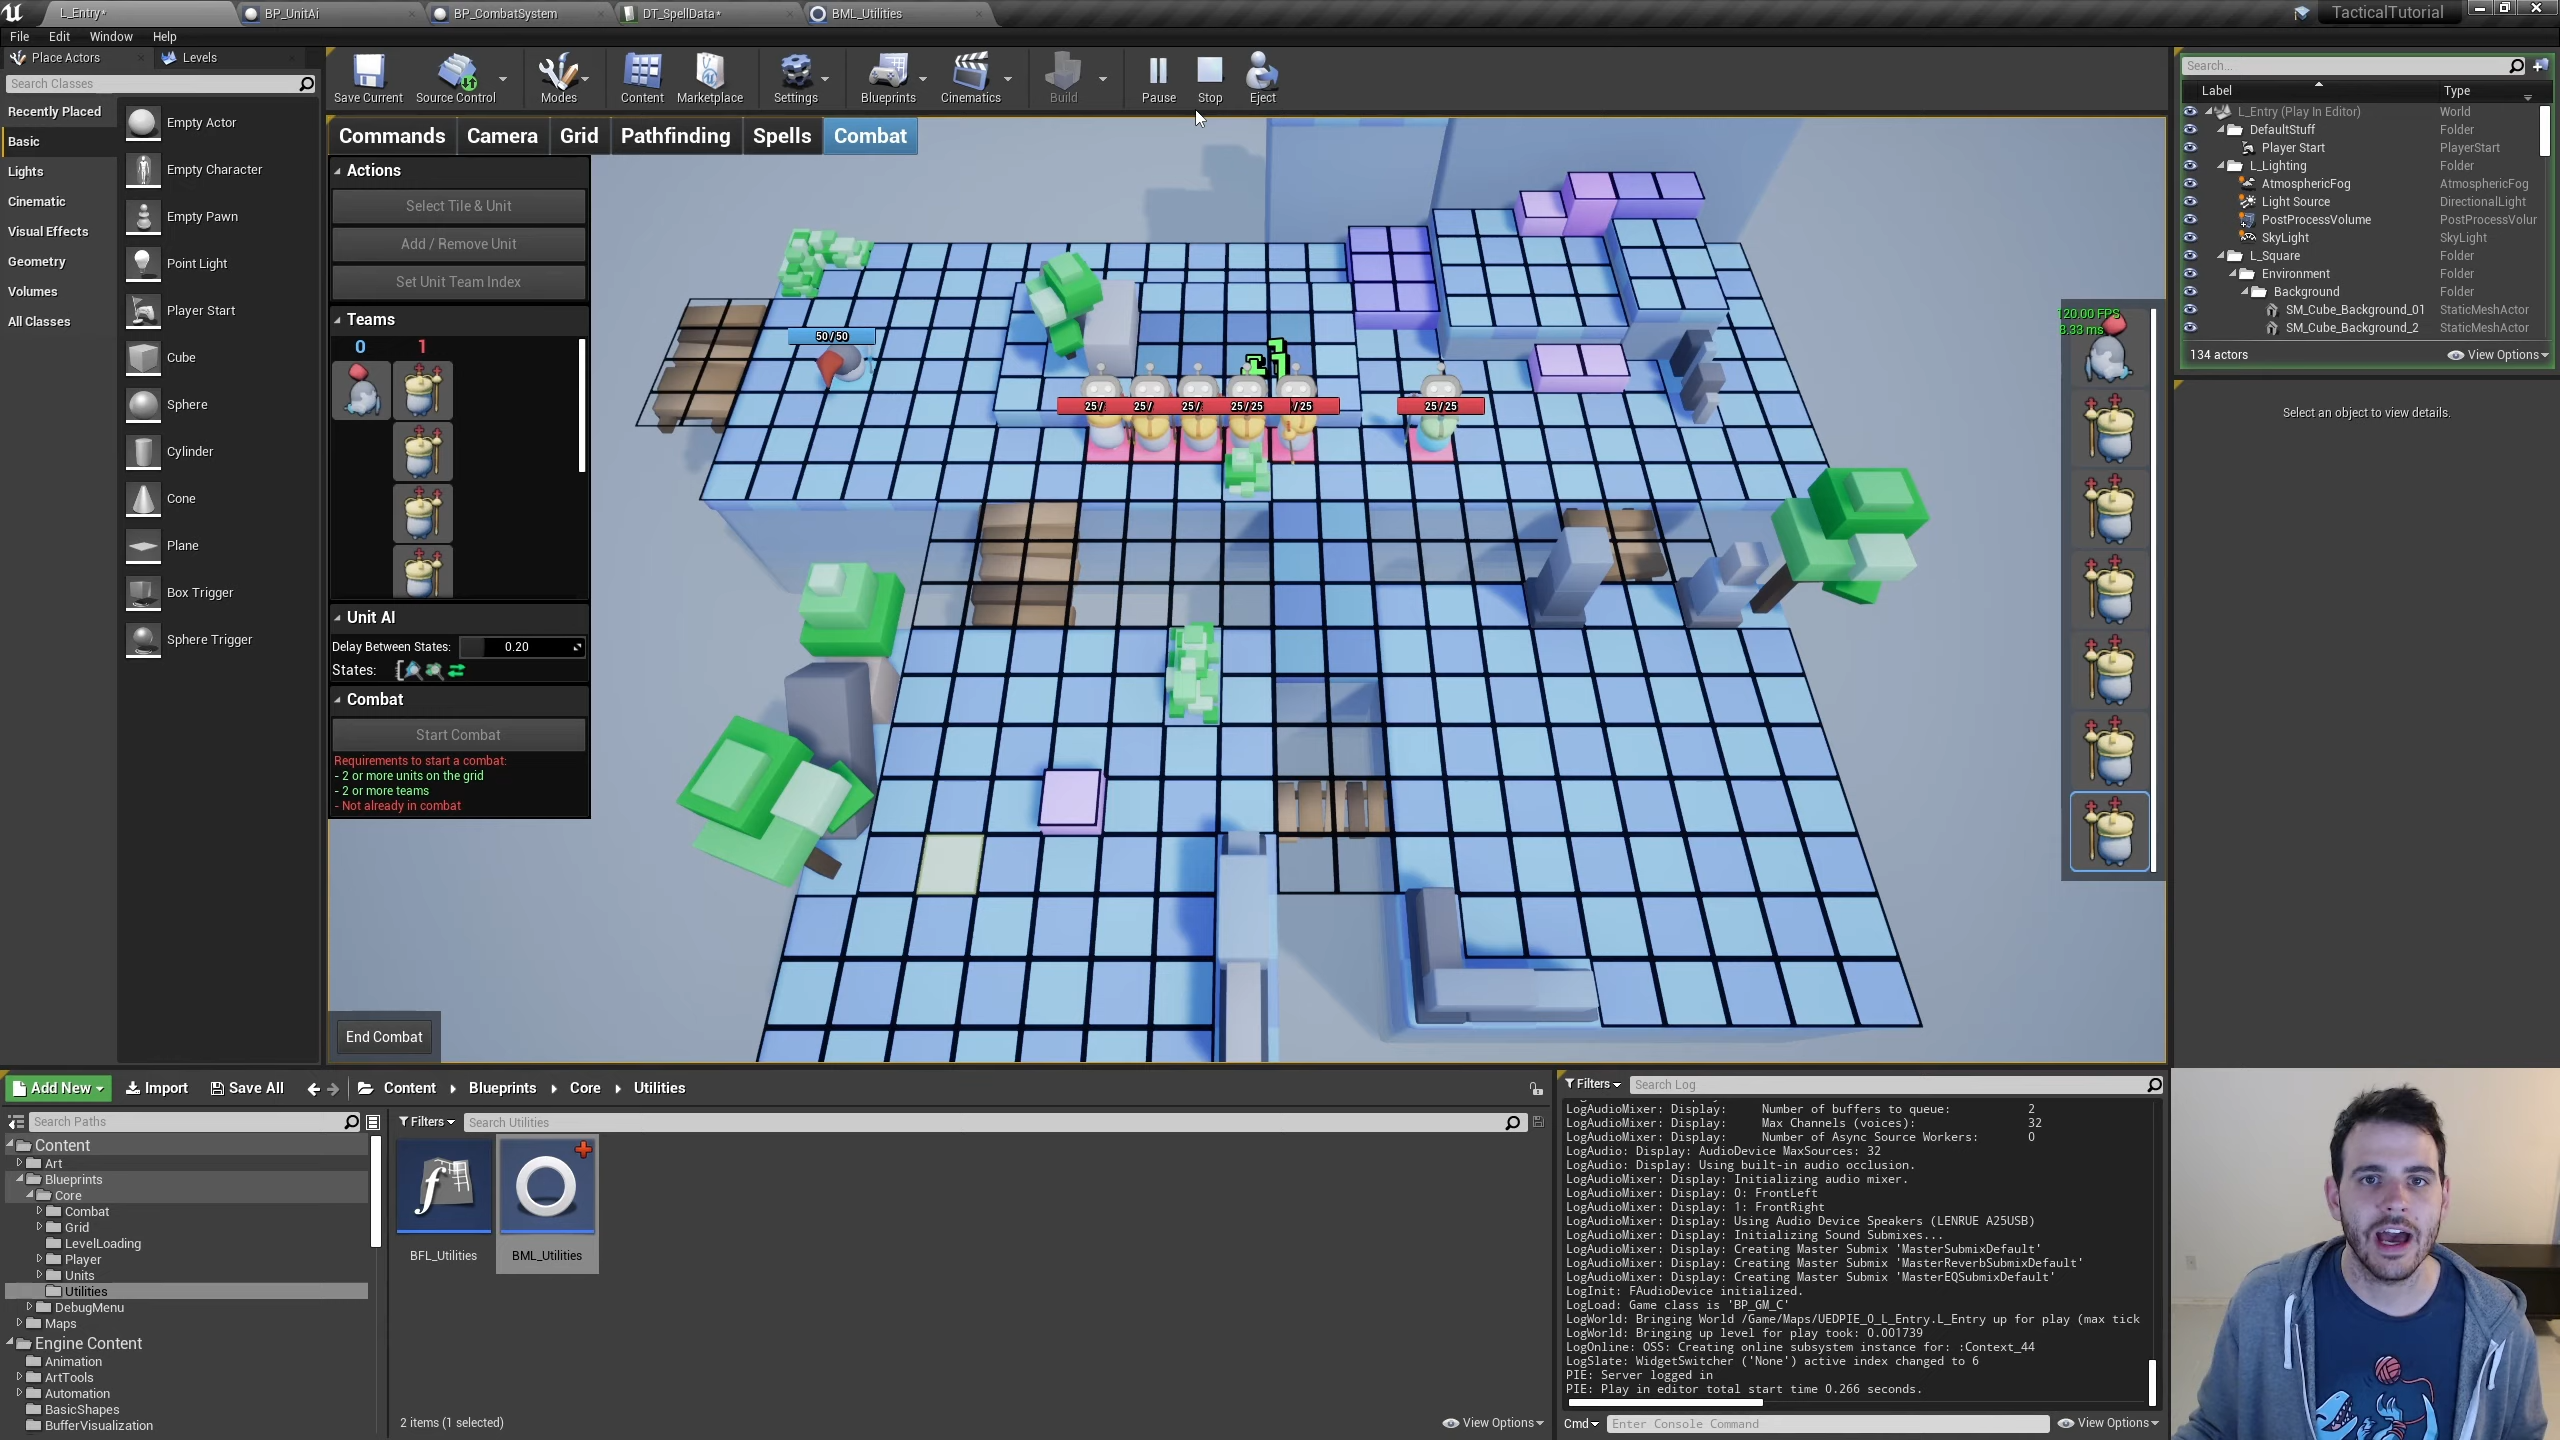 L_Entry*
BP_UnitAi
BP_CombatSystem
DT_SpellData*
BML_Utilities
TacticalTutorial
File Edit Window Help
Place Actors Levels
Search Classes
Recently Placed
Basic
Lights
Cinematic
Visual Effects
Geometry
Volumes
All Classes
Empty Actor
Empty Character
Empty Pawn
Point Light
Player Start
Cube
Sphere
Cylinder
Cone
Plane
Box Trigger
Sphere Trigger
Save Current
Source Control
Modes
Content
Marketplace
Settings
Blueprints
Cinematics
Build
Pause
Stop
Eject
Commands Camera Grid Pathfinding Spells Combat
Actions
Select Tile & Unit
Add / Remove Unit
Set Unit Team Index
Teams
0 1
Unit AI
Delay Between States: 0.20
States:
Combat
Start Combat
Requirements to start a combat:
- 2 or more units on the grid
- 2 or more teams
- Not already in combat
End Combat
50/50
25/ 25/ 25/ 25/25 /25
25/25
120.00 FPS
8.33 ms
Search...
Label Type
L_Entry (Play In Editor) World
DefaultStuff Folder
Player Start PlayerStart
L_Lighting Folder
AtmosphericFog AtmosphericFog
Light Source DirectionalLight
PostProcessVolume PostProcessVolur
SkyLight SkyLight
L_Square Folder
Environment Folder
Background Folder
SM_Cube_Background_01 StaticMeshActor
SM_Cube_Background_2 StaticMeshActor
134 actors View Options
Select an object to view details.
Add New Import Save All Content Blueprints Core Utilities
Search Paths
Filters Search Utilities
Content
Art
Blueprints
Core
Combat
Grid
LevelLoading
Player
Units
Utilities
DebugMenu
Maps
Engine Content
Animation
ArtTools
Automation
BasicShapes
BufferVisualization
BFL_Utilities
BML_Utilities
2 items (1 selected)
View Options
Filters Search Log
LogAudioMixer: Display: Number of buffers to queue: 2
LogAudioMixer: Display: Max Channels (voices): 32
LogAudioMixer: Display: Number of Async Source Workers: 0
LogAudio: Display: AudioDevice MaxSources: 32
LogAudio: Display: Using built-in audio occlusion.
LogAudioMixer: Display: Initializing audio mixer.
LogAudioMixer: Display: 0: FrontLeft
LogAudioMixer: Display: 1: FrontRight
LogAudioMixer: Display: Using Audio Device Speakers (LENRUE A25USB)
LogAudioMixer: Display: Initializing Sound Submixes...
LogAudioMixer: Display: Creating Master Submix 'MasterSubmixDefault'
LogAudioMixer: Display: Creating Master Submix 'MasterReverbSubmixDefault'
LogAudioMixer: Display: Creating Master Submix 'MasterEQSubmixDefault'
LogInit: FAudioDevice initialized.
LogLoad: Game class is 'BP_GM_C'
LogWorld: Bringing World /Game/Maps/UEDPIE_0_L_Entry.L_Entry up for play (max tick
LogWorld: Bringing up level for play took: 0.001739
LogOnline: OSS: Creating online subsystem instance for: :Context_44
LogSlate: WidgetSwitcher ('None') active index changed to 6
PIE: Server logged in
PIE: Play in editor total start time 0.266 seconds.
Cmd Enter Console Command
View Options